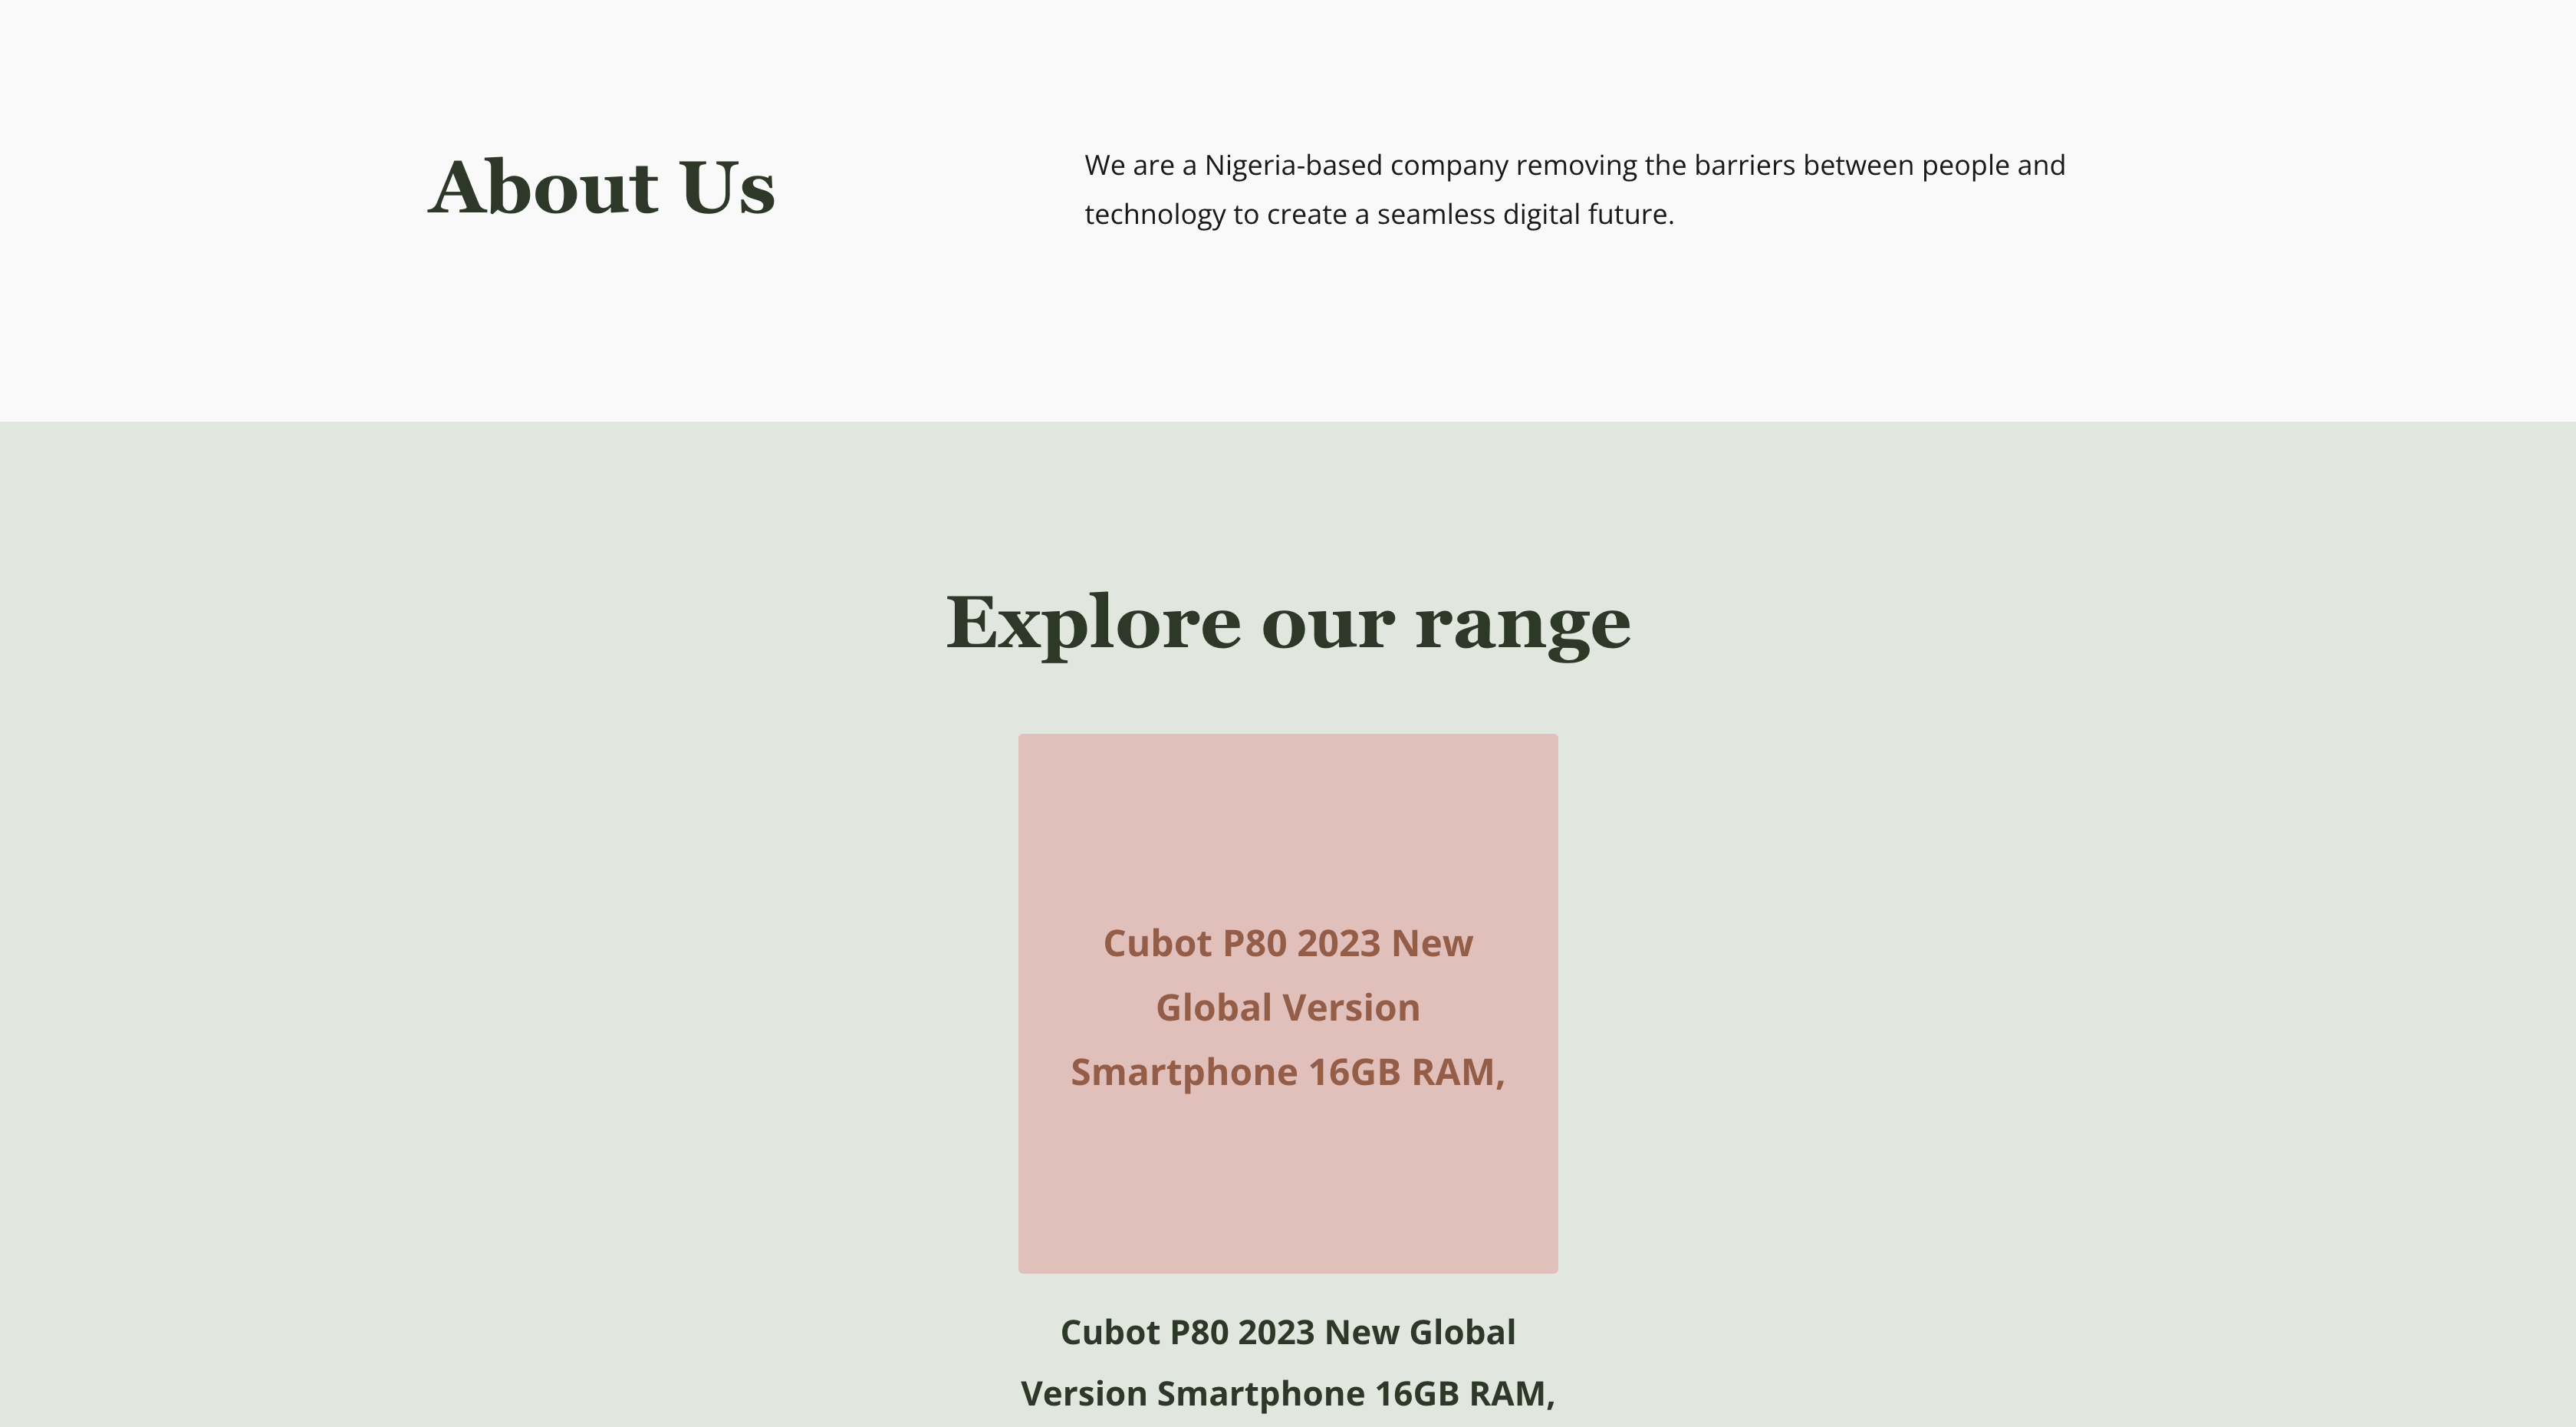 About Us
We are a Nigeria-based company removing the barriers between people and
technology to create a seamless digital future.
Explore our range
Cubot P80 2023 New
Global Version
Smartphone 16GB RAM,
Cubot P80 2023 New Global
Version Smartphone 16GB RAM,